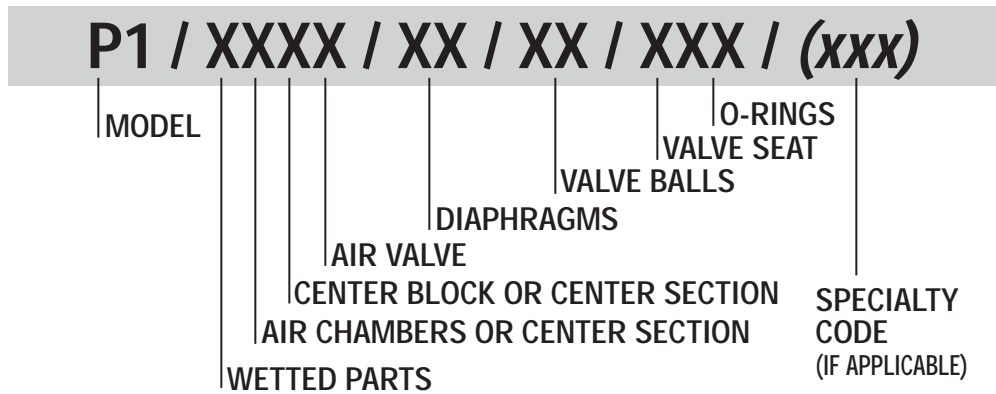 P1 / XXXX / XX / XX / XXX / (xxx)
O-RINGS
MODEL
VALVE SEAT
VALVE BALLS
DIAPHRAGMS
AIR VALVE
CENTER BLOCK OR CENTER SECTION
AIR CHAMBERS OR CENTER SECTION
WETTED PARTS
SPECIALTY
CODE
(IF APPLICABLE)